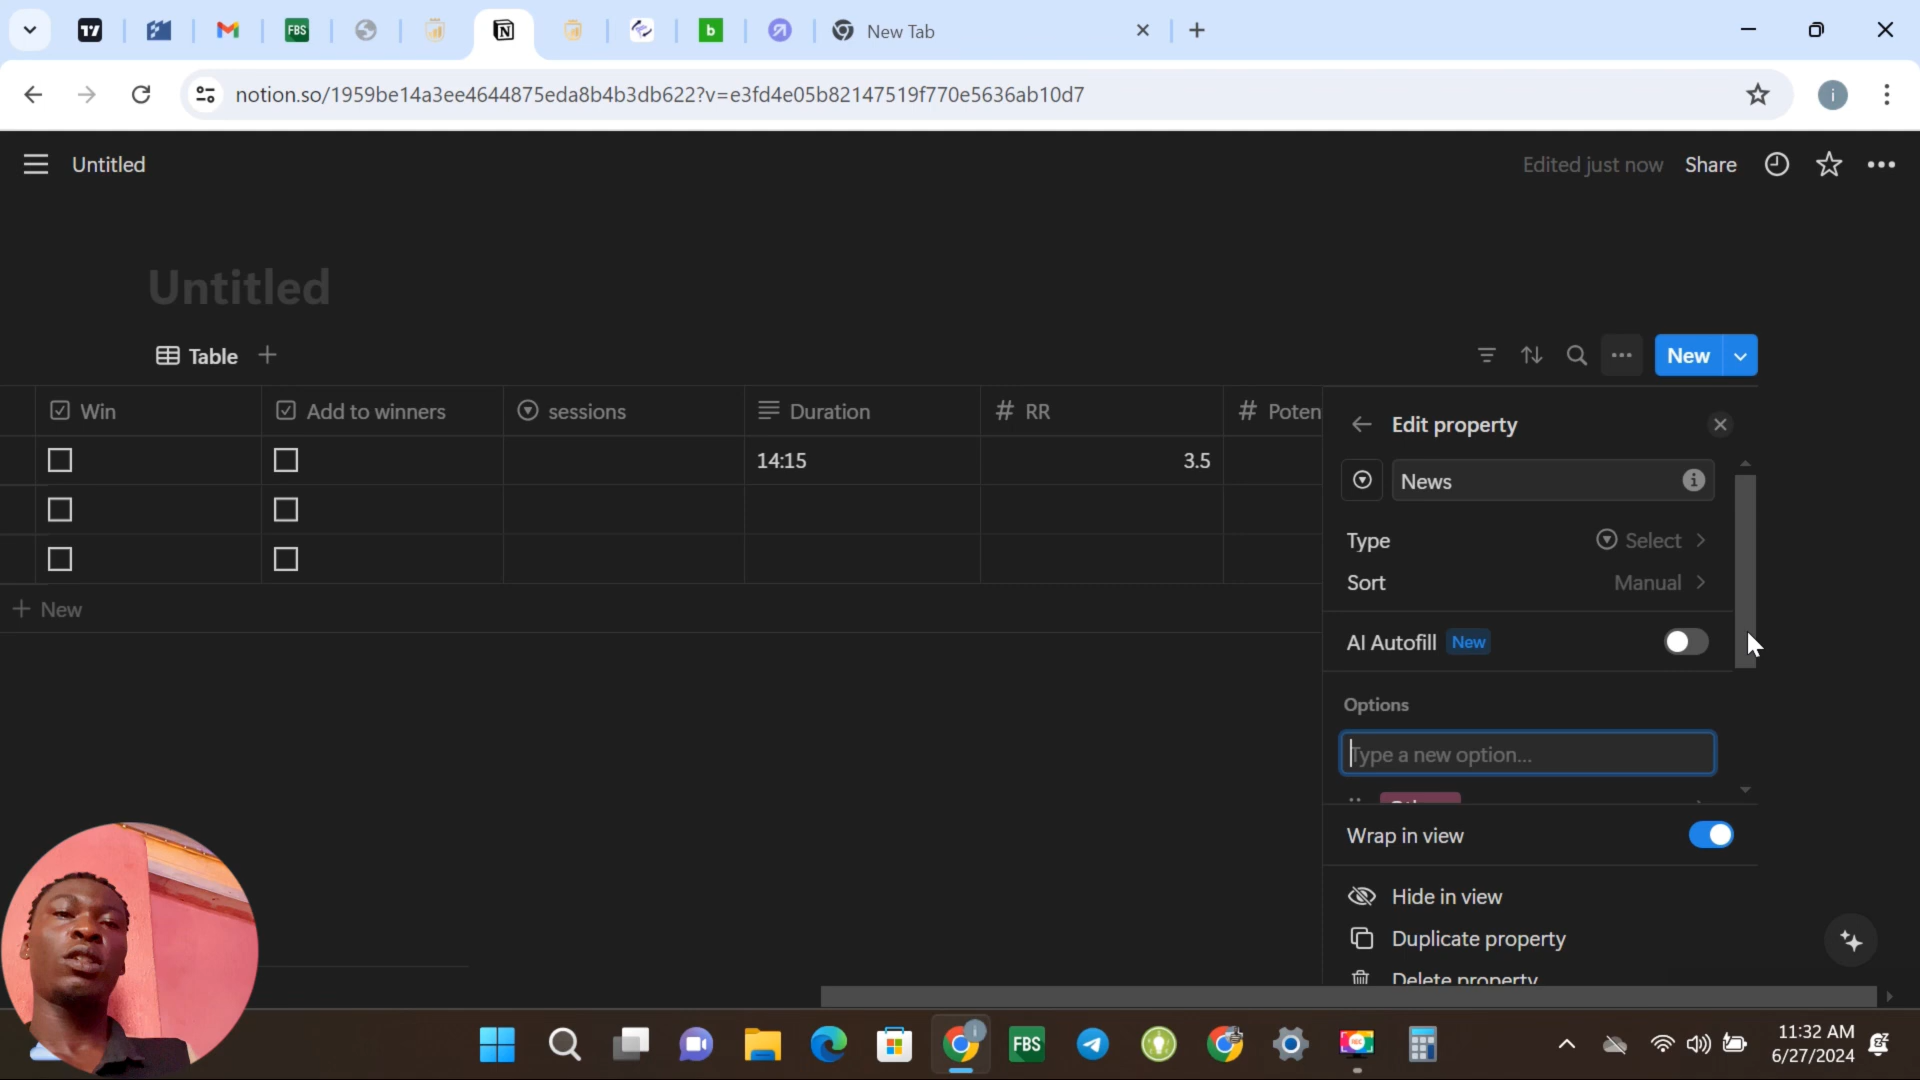 FBS
b
New Tab
notion.so/1959be14a3ee4644875eda8b4b3db622?v=e3fd4e05b82147519f770e5636ab10d7
i
Untitled
Edited just now
Share
Untitled
Table
New
Win
Add to winners
sessions
Duration
# RR
# Poten
14:15
3.5
+ New
Edit property
News
Type
Select
Sort
Manual
AI Autofill
New
Options
Type a new option...
Wrap in view
Hide in view
Duplicate property
Delete property
FBS
11:32 AM
6/27/2024